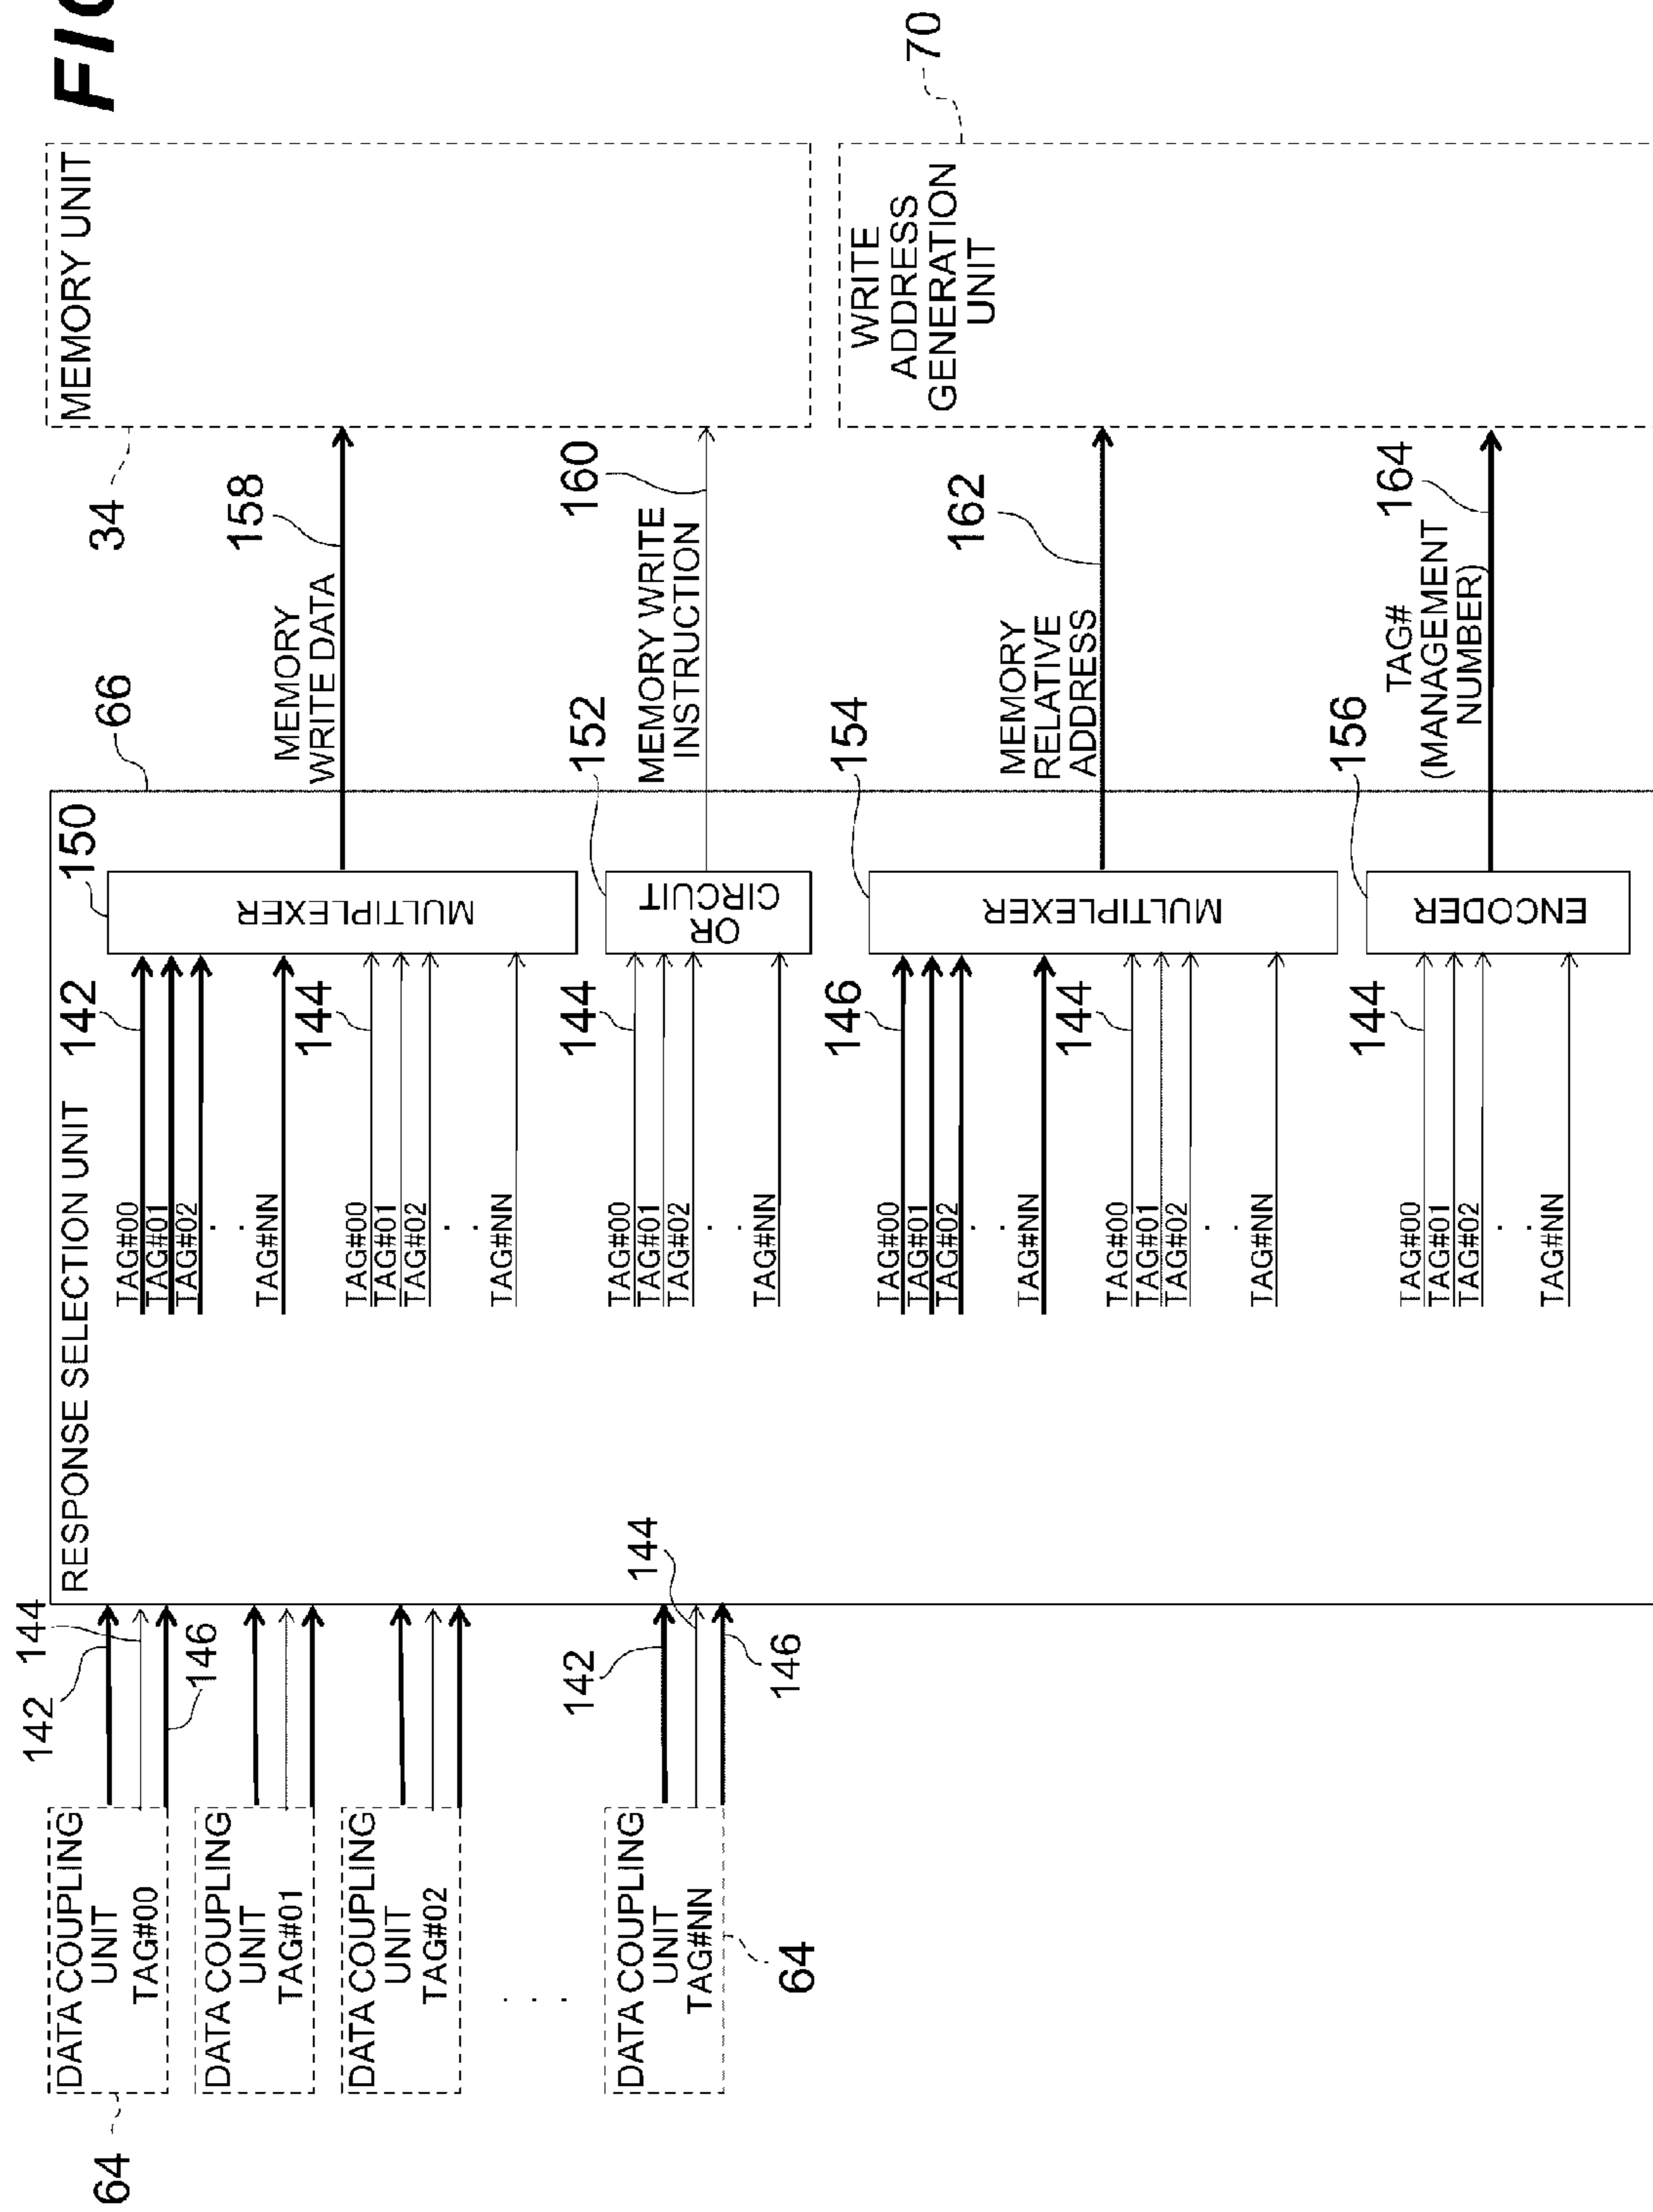 FIG
DATA COUPLING
UNIT
TAG#00
64
DATA COUPLING
UNIT
TAG#01
DATA COUPLING
UNIT
TAG#02
. . .
DATA COUPLING
UNIT
TAG#NN
64
142
144
146
142
144
146
RESPONSE SELECTION UNIT
66
TAG#00
TAG#01
TAG#02
. .
TAG#NN
142
TAG#00
TAG#01
TAG#02
. .
TAG#NN
144
MULTIPLEXER
150
TAG#00
TAG#01
TAG#02
. .
TAG#NN
144
OR
CIRCUIT
152
TAG#00
TAG#01
TAG#02
. .
TAG#NN
146
TAG#00
TAG#01
TAG#02
. .
TAG#NN
144
MULTIPLEXER
154
TAG#00
TAG#01
TAG#02
. .
TAG#NN
144
ENCODER
156
MEMORY
WRITE DATA
158
MEMORY WRITE
INSTRUCTION
160
MEMORY
RELATIVE
ADDRESS
162
TAG#
(MANAGEMENT
NUMBER)
164
34
MEMORY UNIT
WRITE
ADDRESS
GENERATION
UNIT
70